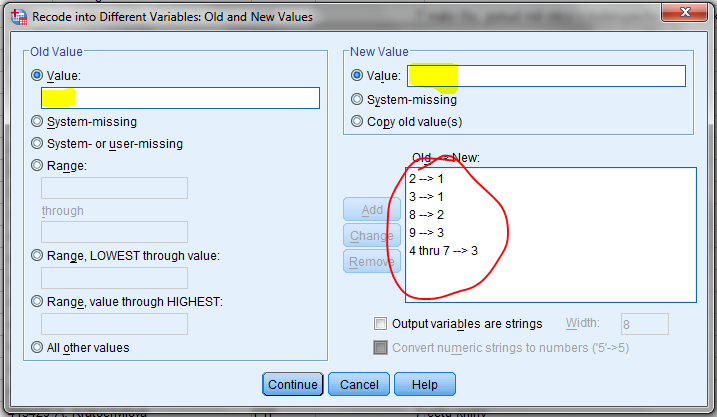 Recode into Different Variables: Old and New Values
Old Value
Value:
System-missing
System- or user-missing
Range:
through
Range, LOWEST through value:
Range, value through HIGHEST:
All other values
New Value
Value:
System-missing
Copy old value(s)
Old --> New:
2 --> 1
3 --> 1
8 --> 2
9 --> 3
4 thru 7 --> 3
Add
Change
Remove
Output variables are strings
Width:
8
Convert numeric strings to numbers ('5'->5)
Continue
Cancel
Help